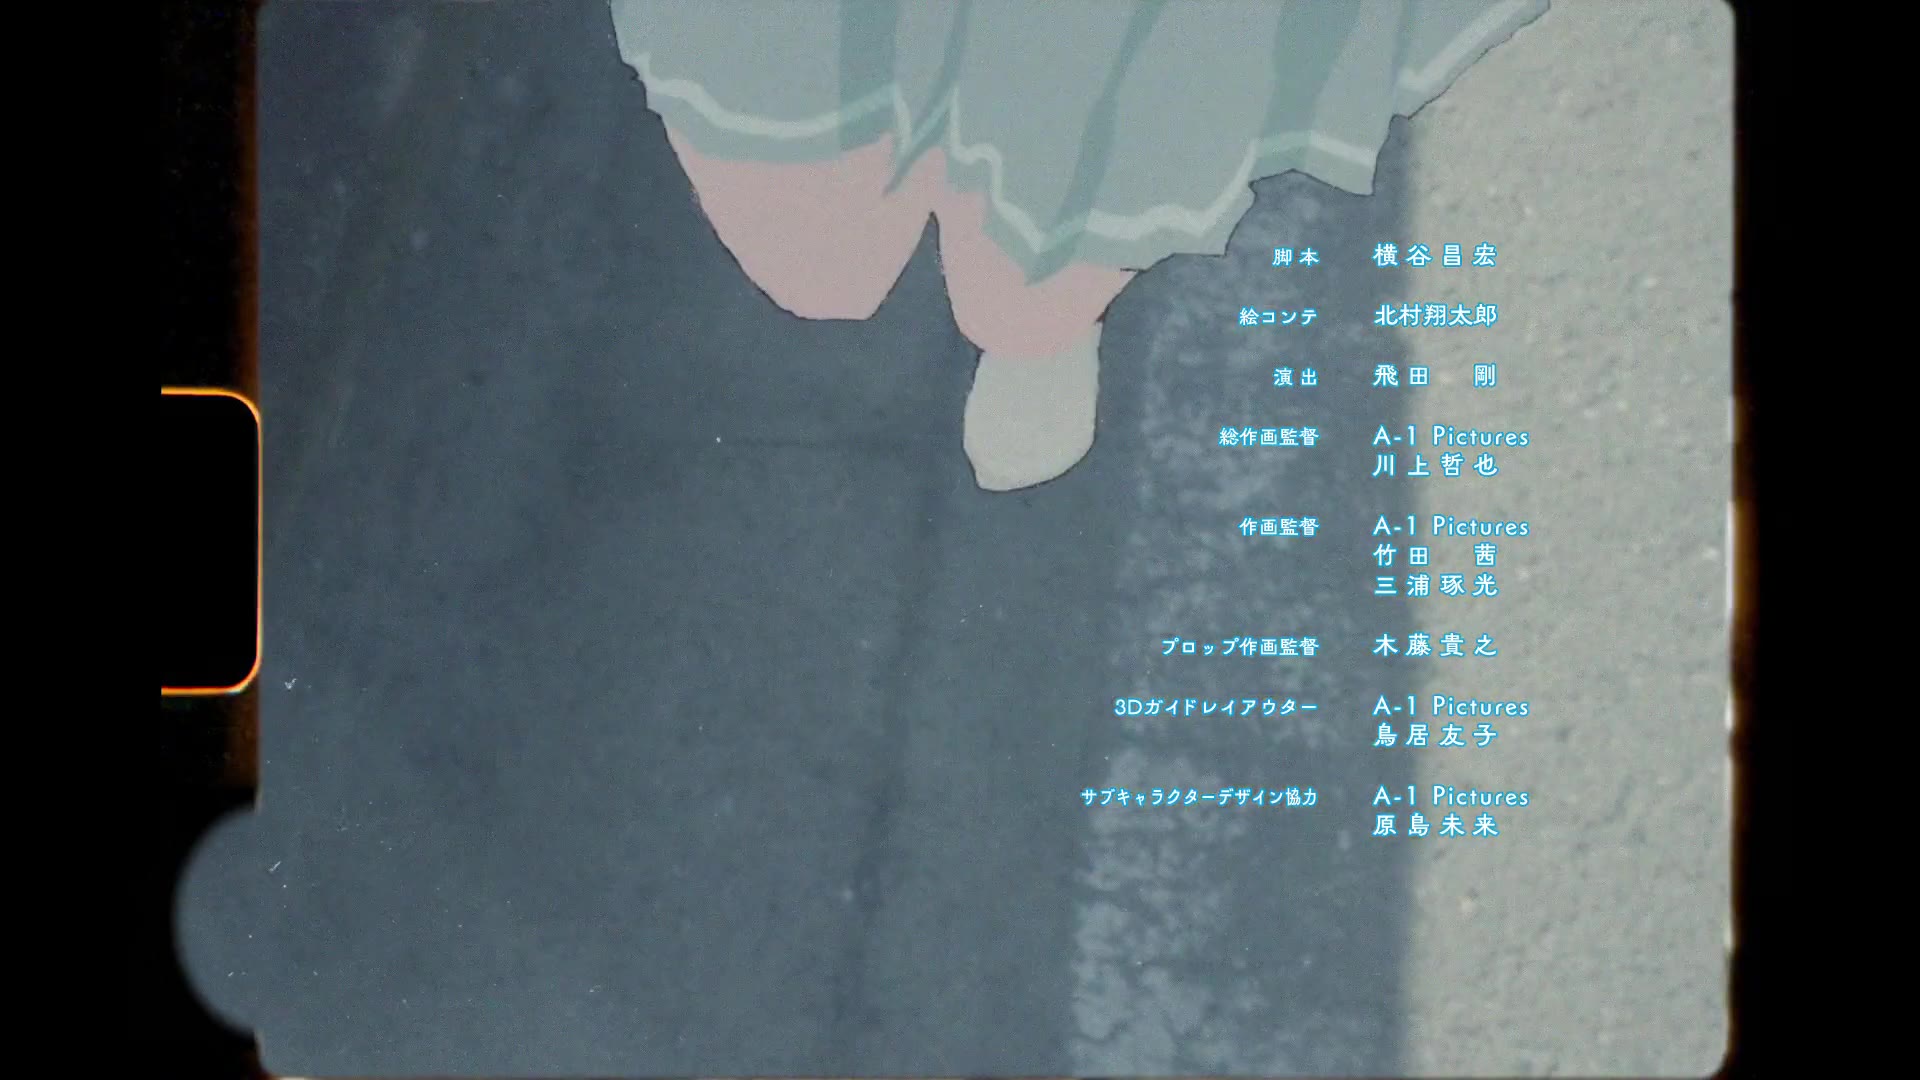 脚本 横谷昌宏
絵コンテ 北村翔太郎
演出 飛田 剛
総作画監督 A-1 Pictures
川上哲也
作画監督 A-1 Pictures
竹田 茜
三浦琢光
プロップ作画監督 木藤貴之
3Dガイドレイアウター A-1 Pictures
鳥居友子
サブキャラクターデザイン協力 A-1 Pictures
原島未来